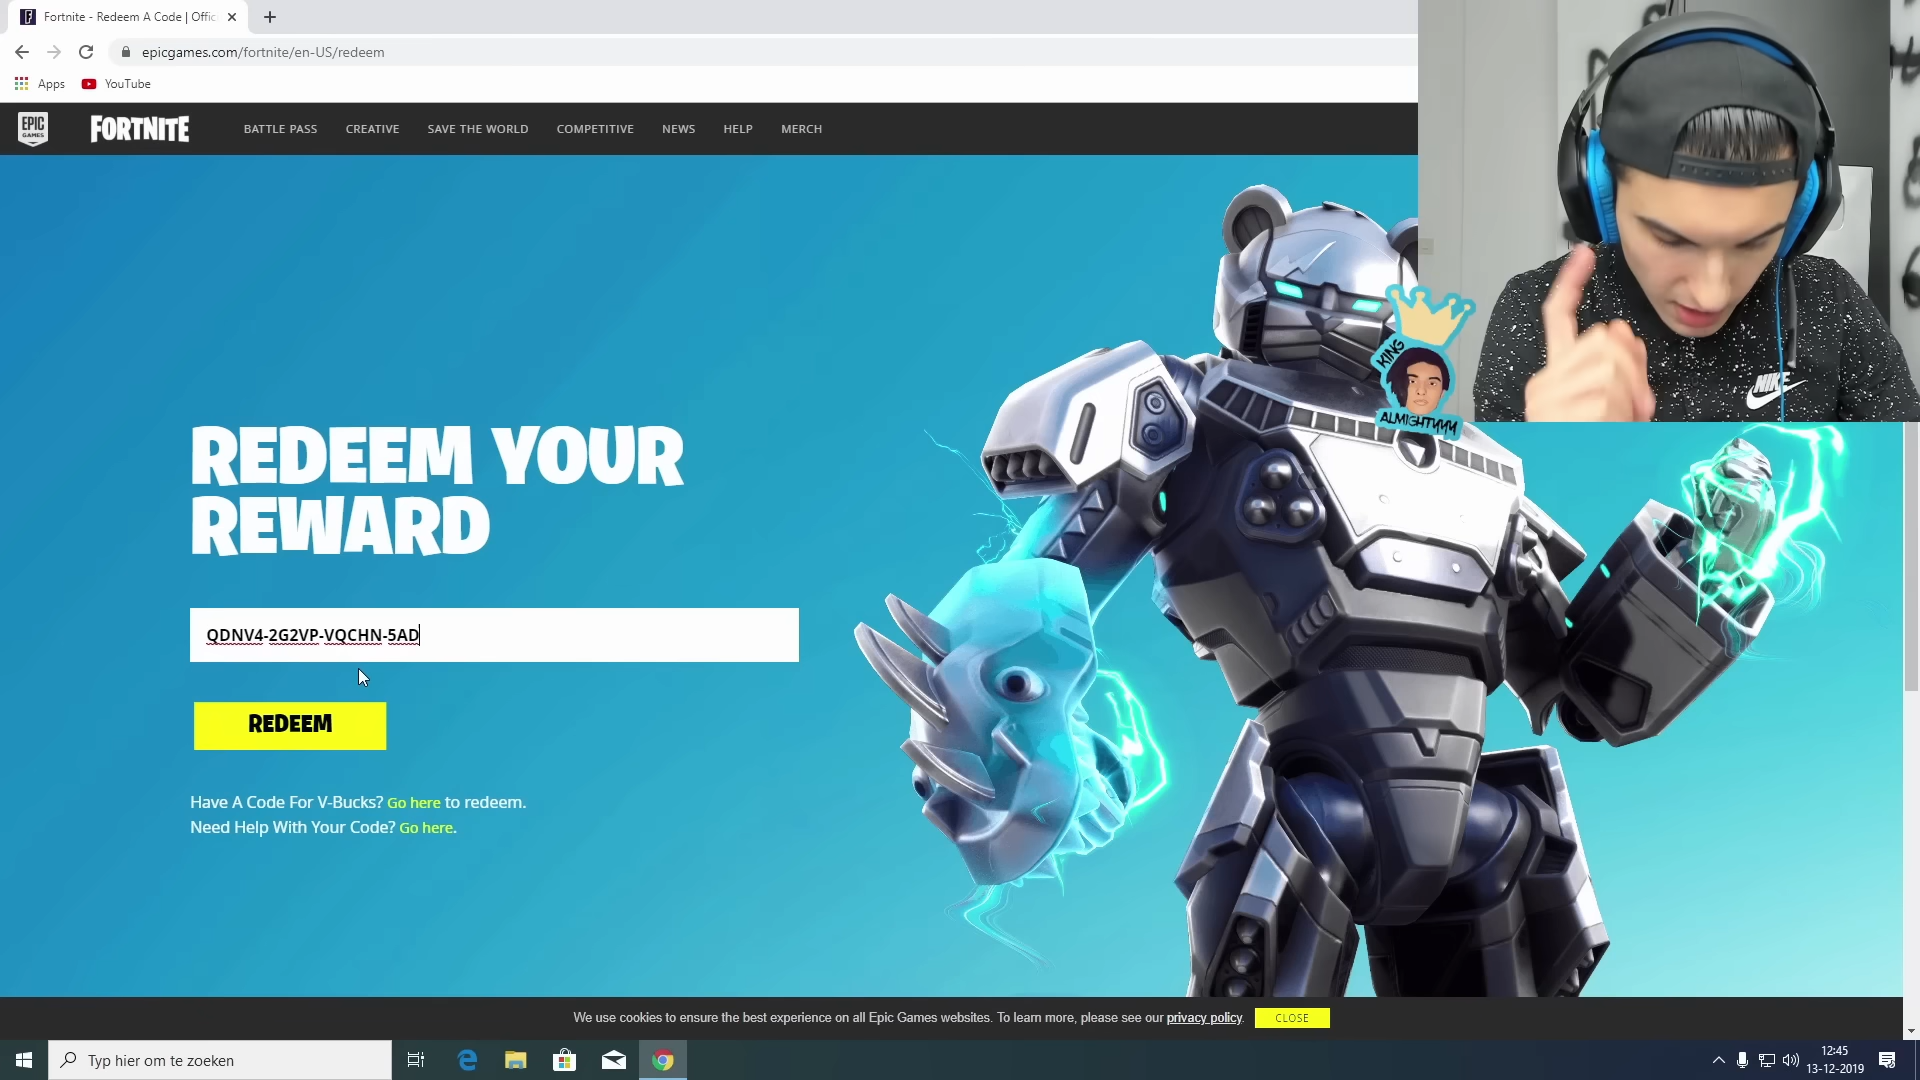 Fortnite - Redeem A Code | Offic
epicgames.com/fortnite/en-US/redeem
Apps
YouTube
EPIC
GAMES
FORTNITE
BATTLE PASS
CREATIVE
SAVE THE WORLD
COMPETITIVE
NEWS
HELP
MERCH
KING
ALMIGHTYYY
NIKE
REDEEM YOUR
REWARD
QDNV4-2G2VP-VQCHN-5AD
REDEEM
Have A Code For V-Bucks? Go here to redeem.
Need Help With Your Code? Go here.
We use cookies to ensure the best experience on all Epic Games websites. To learn more, please see our privacy policy.
CLOSE
Typ hier om te zoeken
12:45
13-12-2019